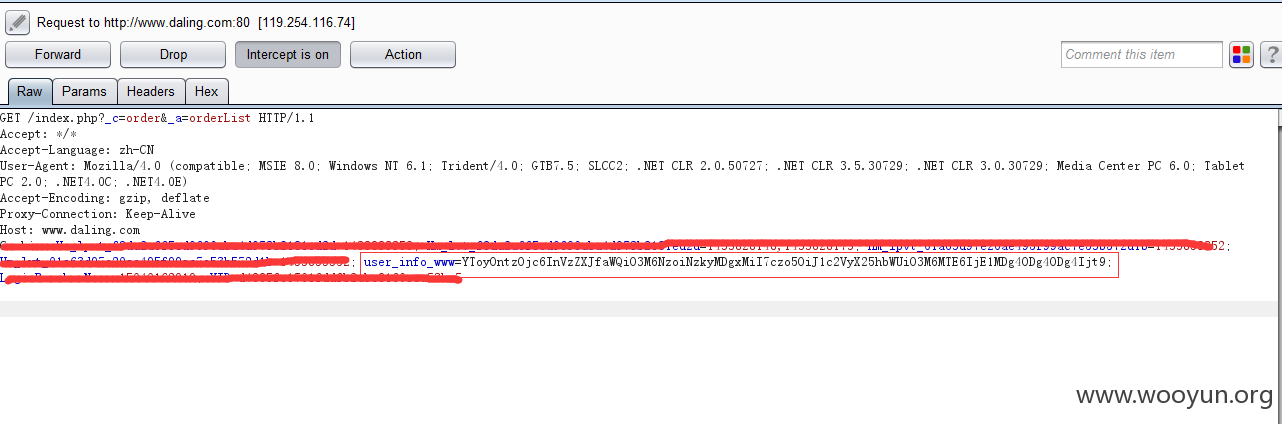 Request to http://www.daling.com:80 [119.254.116.74]
Forward Drop Intercept is on Action Comment this item ?
Raw Params Headers Hex
GET /index.php?_c=order&_a=orderList HTTP/1.1
Accept: */*
Accept-Language: zh-CN
User-Agent: Mozilla/4.0 (compatible; MSIE 8.0; Windows NT 6.1; Trident/4.0; GTB7.5; SLCC2; .NET CLR 2.0.50727; .NET CLR 3.5.30729; .NET CLR 3.0.30729; Media Center PC 6.0; Tablet
PC 2.0; .NET4.0C; .NET4.0E)
Accept-Encoding: gzip, deflate
Proxy-Connection: Keep-Alive
Host: www.daling.com
user_info_www=YToyOntzOjc6InVzZXJfaWQiO3M6NzoiNzkyMDgxMiI7czo5OiJ1c2VyX25hbWUiO3M6MTE6IjE1MDg4ODg4ODg4Ijt9;
www.wooyun.org